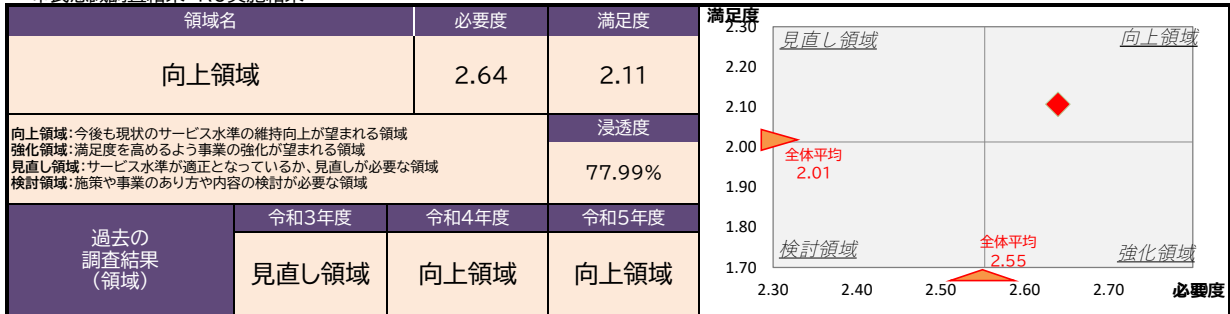 領域名 必要度 満足度
向上領域 2.64 2.11
向上領域:今後も現状のサービス水準の維持向上が望まれる領域
強化領域:満足度を高めるよう事業の強化が望まれる領域
見直し領域:サービス水準が適正となっているか、見直しが必要な領域
検討領域:施策や事業のあり方や内容の検討が必要な領域
浸透度
77.99%
過去の
調査結果
(領域)
令和3年度 令和4年度 令和5年度
見直し領域 向上領域 向上領域
満足度
2.30
2.20
2.10
2.00
1.90
1.80
1.70
見直し領域 向上領域
全体平均
2.01
検討領域 強化領域
全体平均
2.55
2.30 2.40 2.50 2.60 2.70
必要度